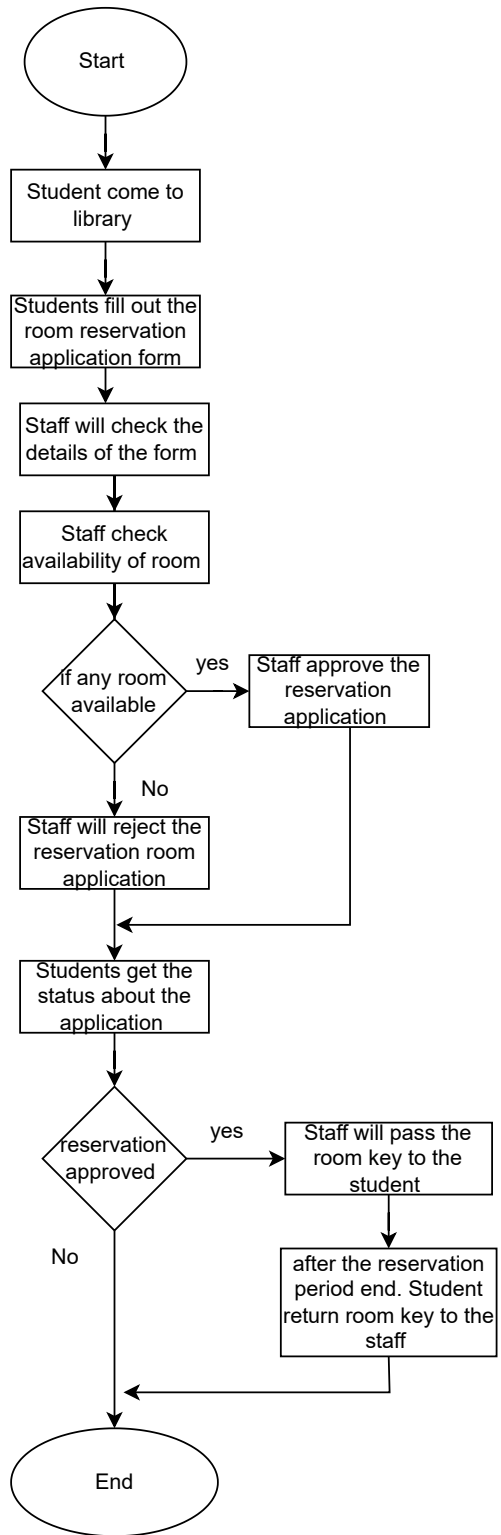 Start
Student come to
library
Students fill out the
room reservation
application form
Staff will check the
details of the form
Staff check
availability of room
if any room
available
yes
Staff approve the
reservation
application
No
Staff will reject the
reservation room
application
Students get the
status about the
application
reservation
approved
yes
Staff will pass the
room key to the
student
No
after the reservation
period end. Student
return room key to the
staff
End